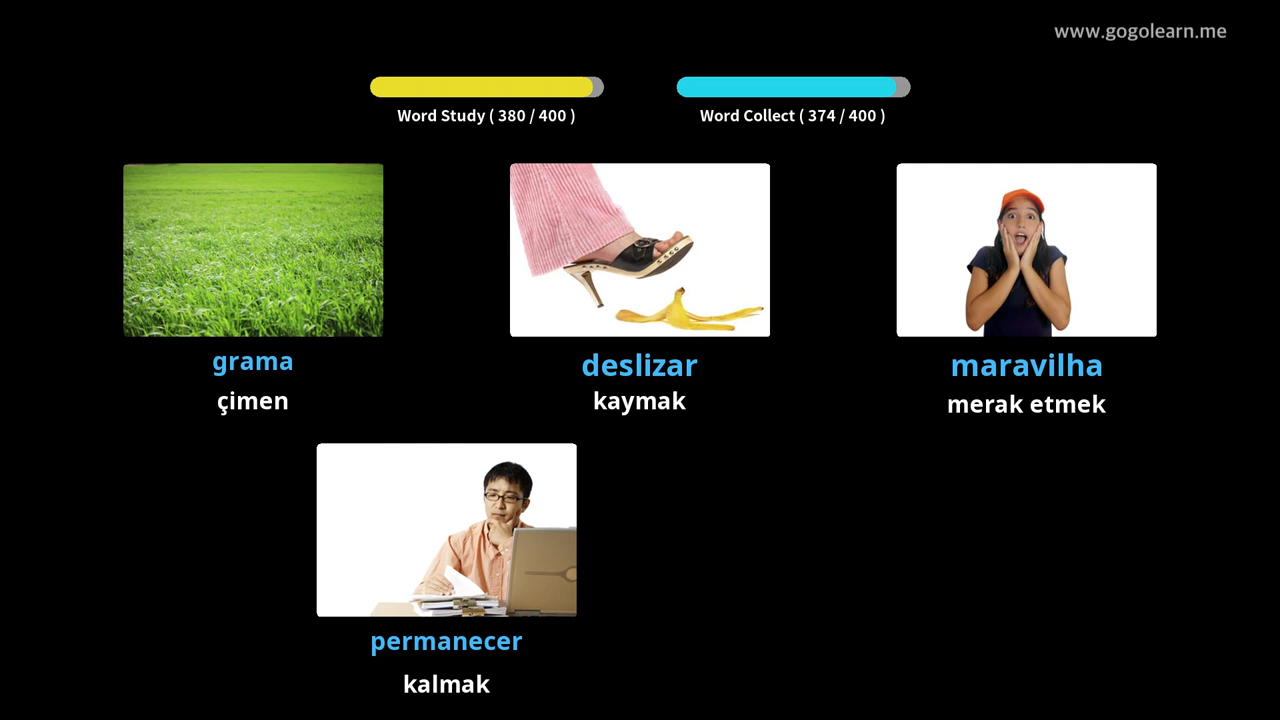 www.gogolearn.me
Word Study ( 380 / 400 )
Word Collect ( 374 / 400 )
grama
deslizar
maravilha
çimen
kaymak
merak etmek
permanecer
kalmak